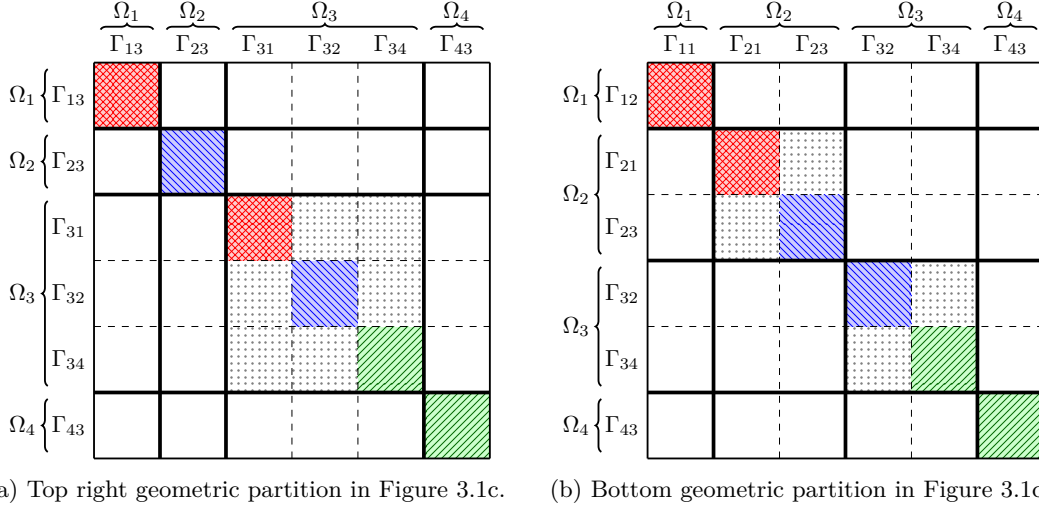 Ω1 Ω2 Ω3 Ω4
Γ13 Γ23 Γ31 Γ32 Γ34 Γ43
Ω1 { Γ13
Ω2 { Γ23
Γ31
Ω3 { Γ32
Γ34
Ω4 { Γ43
a) Top right geometric partition in Figure 3.1c.
Ω1 Ω2 Ω3 Ω4
Γ11 Γ21 Γ23 Γ32 Γ34 Γ43
Ω1 { Γ12
Γ21
Ω2 {
Γ23
Γ32
Ω3 {
Γ34
Ω4 { Γ43
(b) Bottom geometric partition in Figure 3.1c